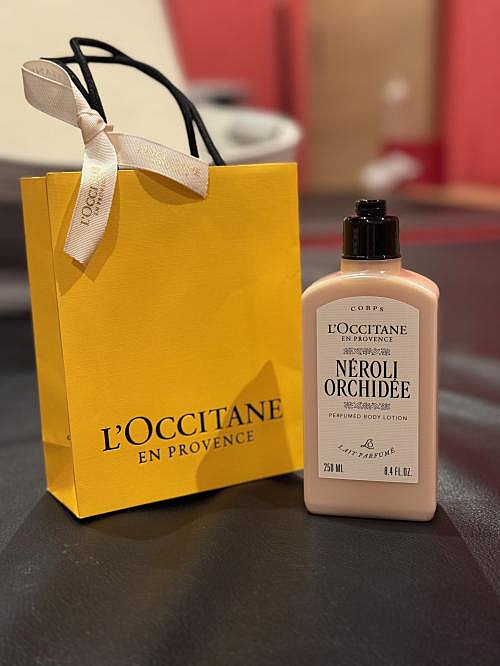 L'OCCITANE
L'OCCITANE
EN PROVENCE
CORPS
L'OCCITANE
EN PROVENCE
NÉROLI
ORCHIDÉE
PERFUMED BODY LOTION
LAIT PARFUMÉ
250 ML 8.4 FL.OZ.